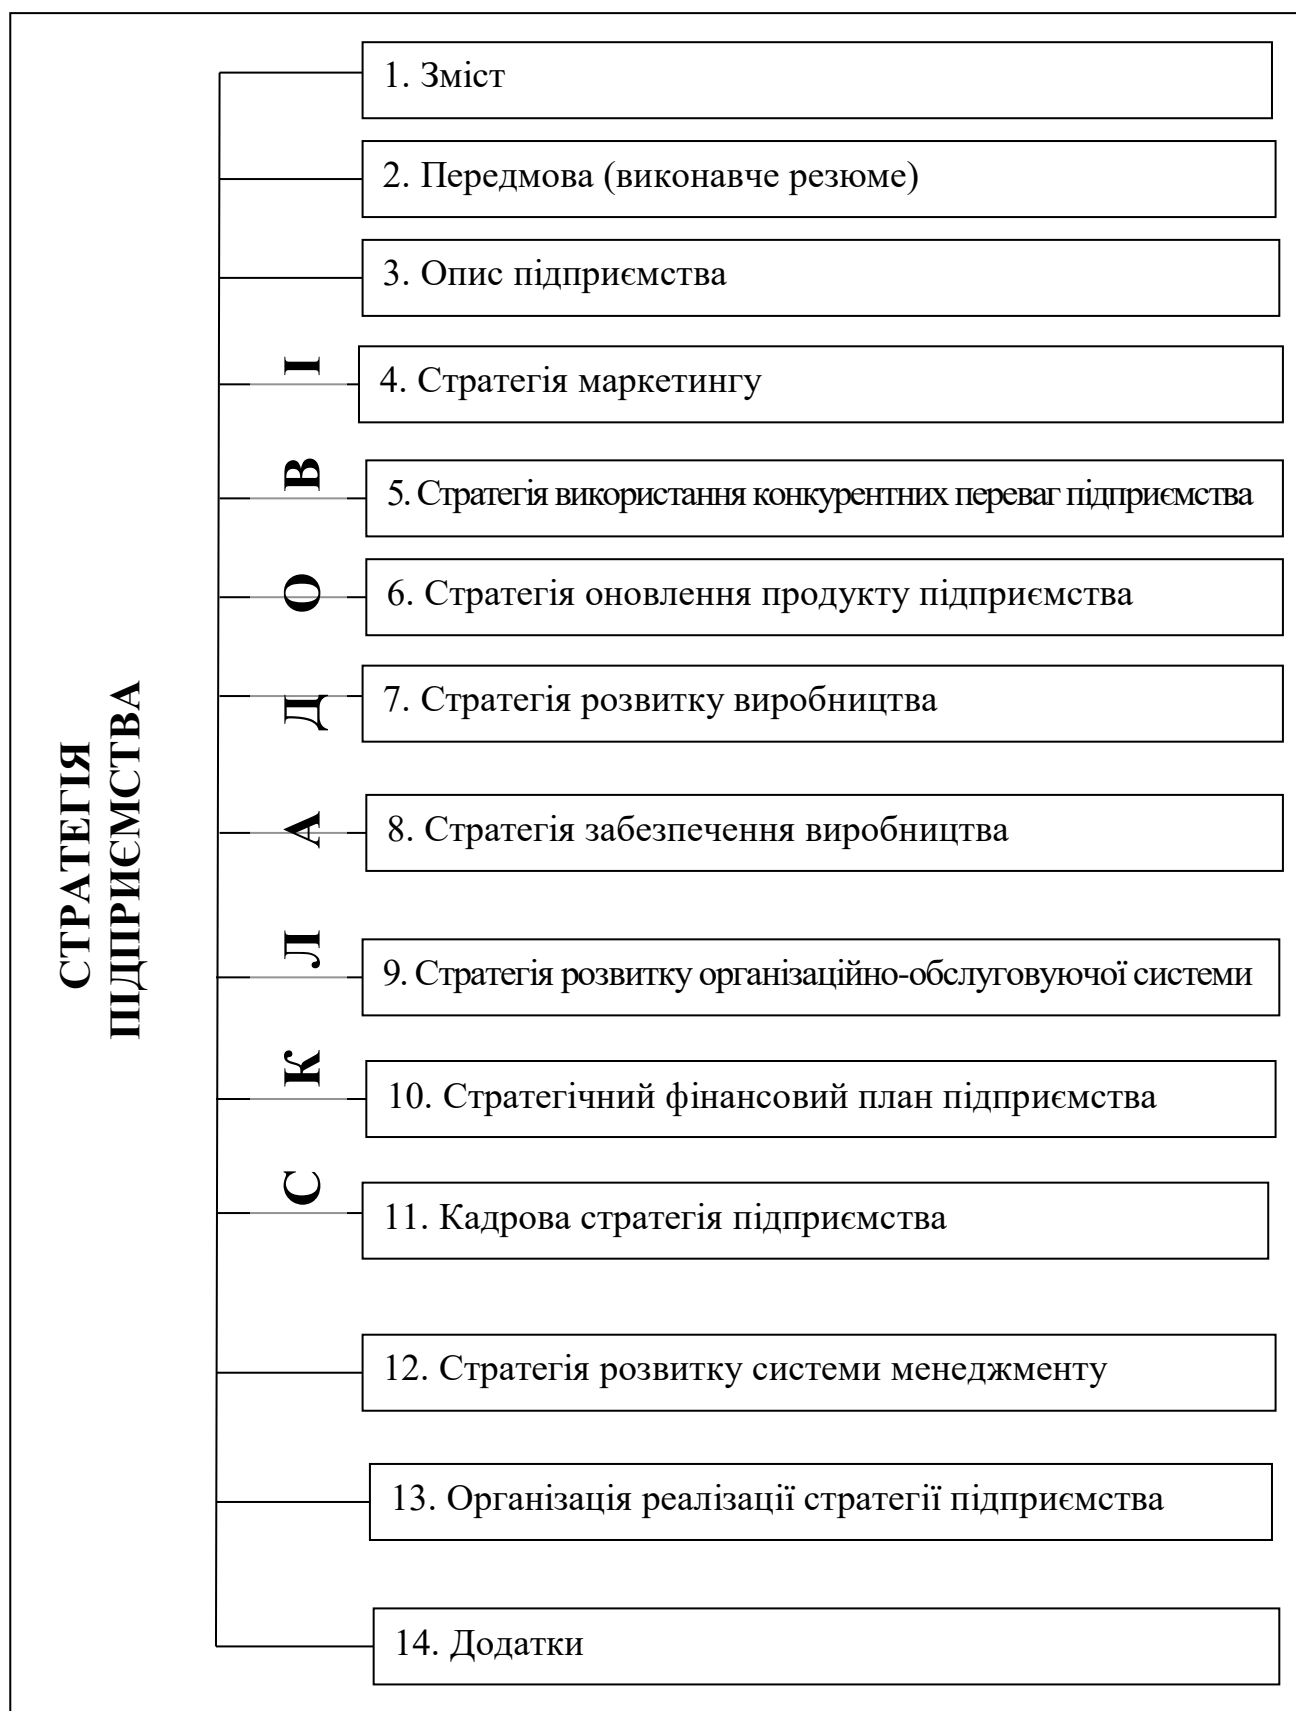 СТРАТЕГІЯ
ПІДПРИЄМСТВА
СКЛАДОВІ
1. Зміст
2. Передмова (виконавче резюме)
3. Опис підприємства
4. Стратегія маркетингу
5. Стратегія використання конкурентних переваг підприємства
6. Стратегія оновлення продукту підприємства
7. Стратегія розвитку виробництва
8. Стратегія забезпечення виробництва
9. Стратегія розвитку організаційно-обслуговуючої системи
10. Стратегічний фінансовий план підприємства
11. Кадрова стратегія підприємства
12. Стратегія розвитку системи менеджменту
13. Організація реалізації стратегії підприємства
14. Додатки